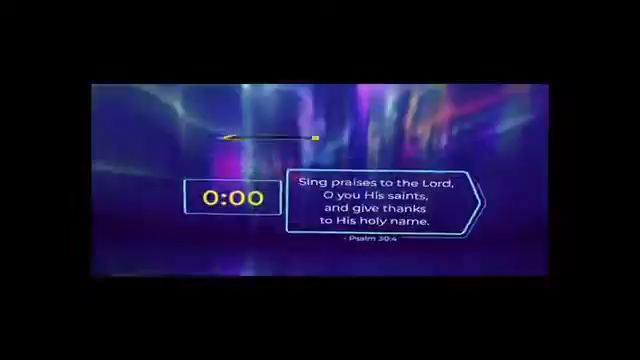 0:00
Sing praises to the Lord,
O you His saints,
and give thanks
to His holy name.
- Psalm 30:4